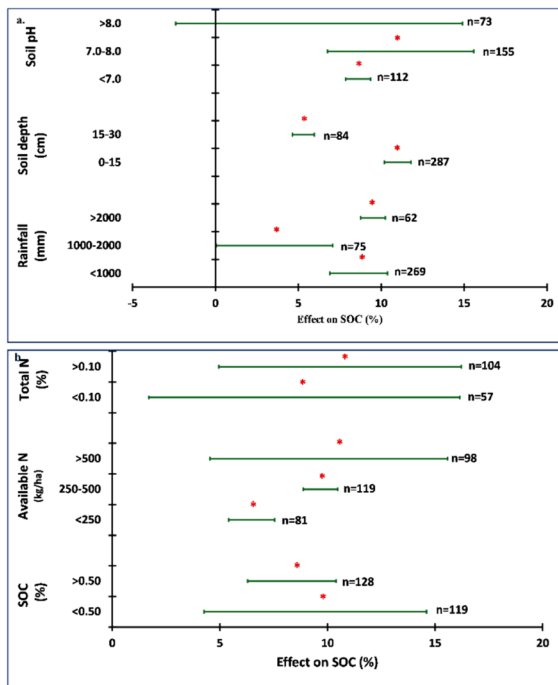 a.
Soil pH
>8.0
n=73
*
7.0-8.0
n=155
*
<7.0
n=112
Soil depth
(cm)
*
15-30
n=84
*
0-15
n=287
Rainfall
(mm)
*
>2000
n=62
*
1000-2000
n=75
*
<1000
n=269
-5 0 5 10 15 20
Effect on SOC (%)
b
Total N
(%)
*
>0.10
n=104
*
<0.10
n=57
Available N
(kg/ha)
*
>500
n=98
*
250-500
n=119
*
<250
n=81
SOC
(%)
*
>0.50
n=128
*
<0.50
n=119
0 5 10 15 20
Effect on SOC (%)